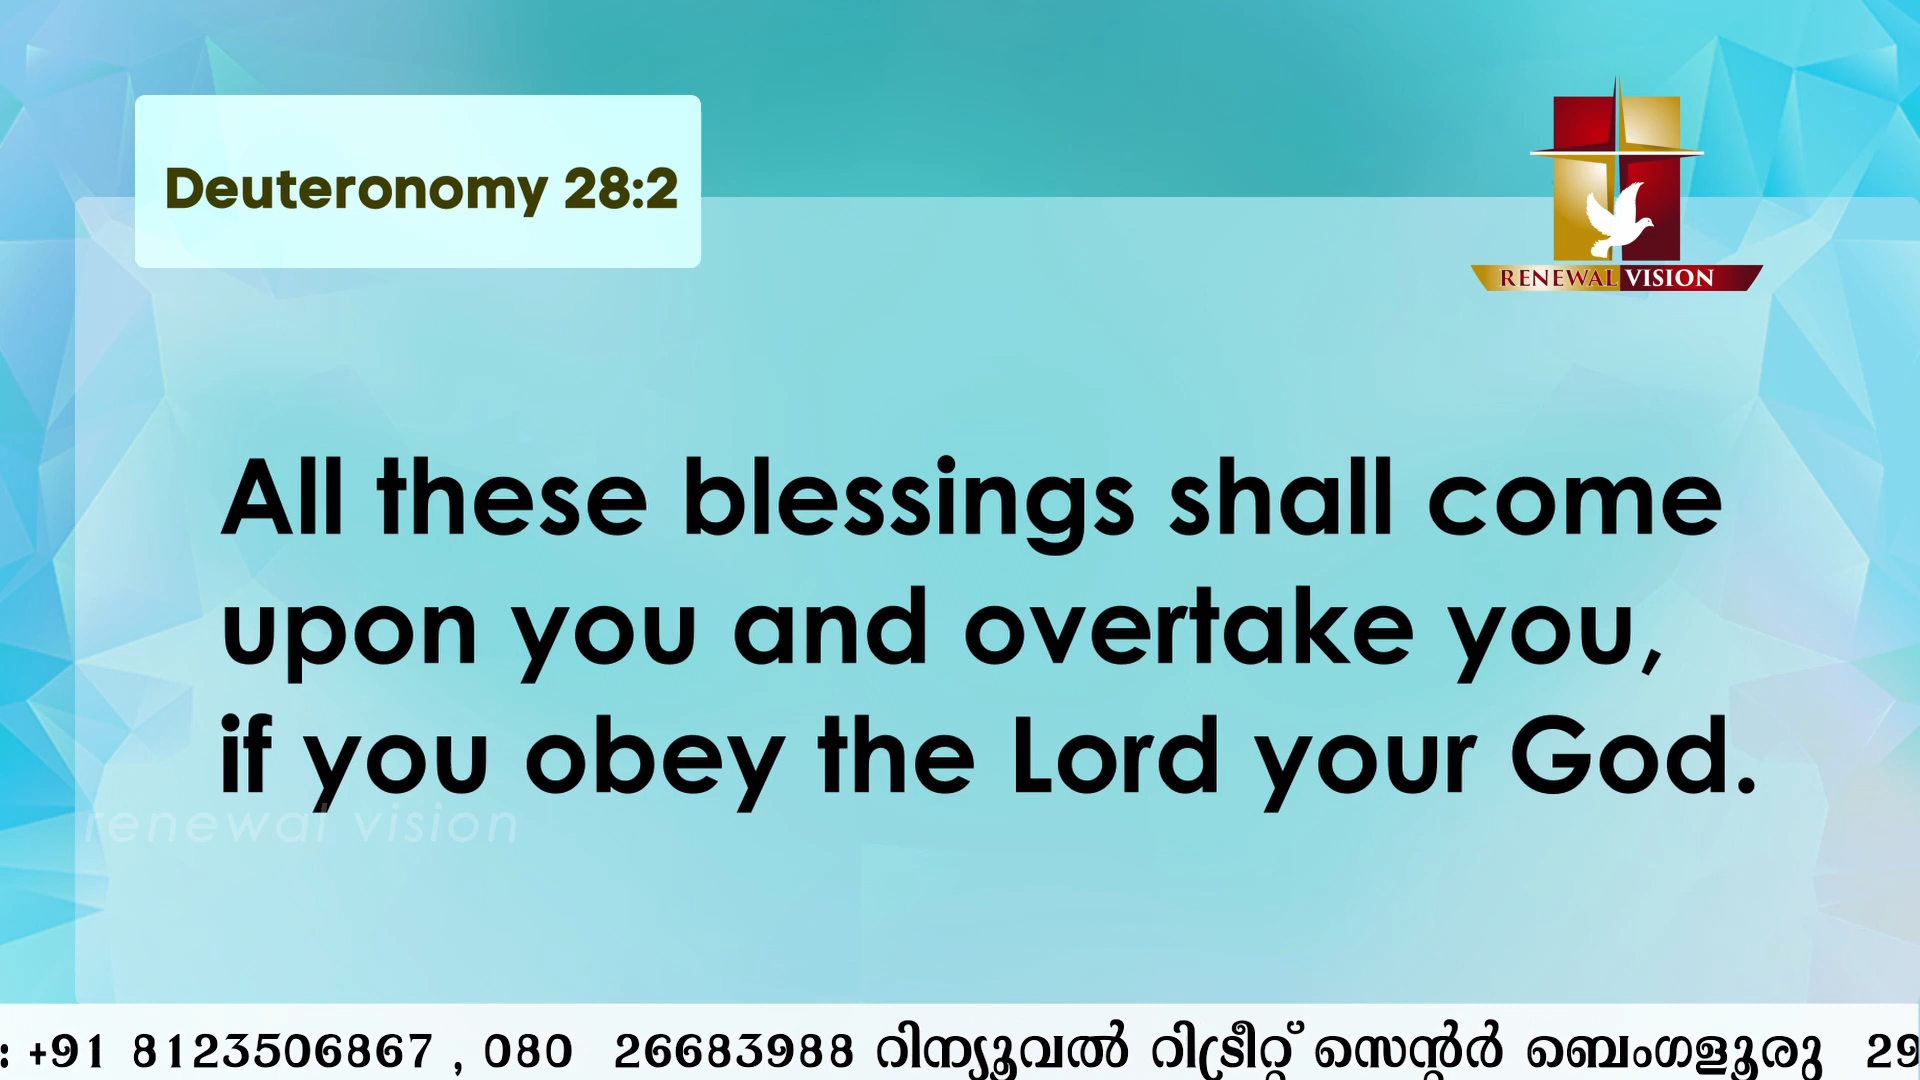 Deuteronomy 28:2
RENEWAL VISION
All these blessings shall come
upon you and overtake you,
if you obey the Lord your God.
renewal vision
: +91 8123506867 , 080 26683988 റിന്യൂവൽ റിട്രീറ്റ് സെന്റർ ബെംഗളൂരു 29